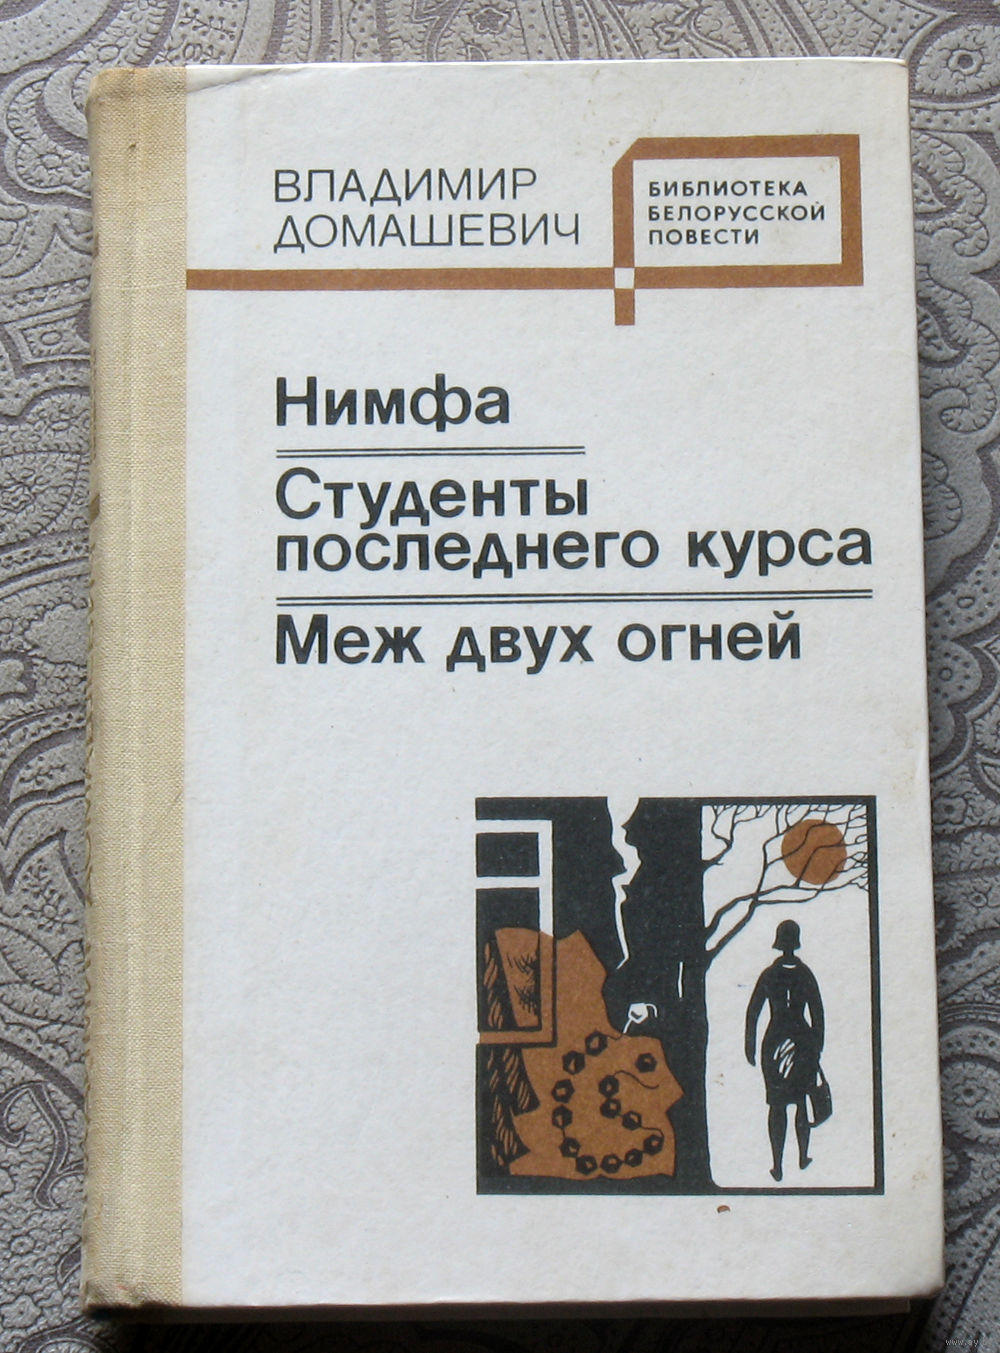 ВЛАДИМИР
ДОМАШЕВИЧ
БИБЛИОТЕКА
БЕЛОРУССКОЙ
ПОВЕСТИ
Нимфа
Студенты
последнего курса
Меж двух огней